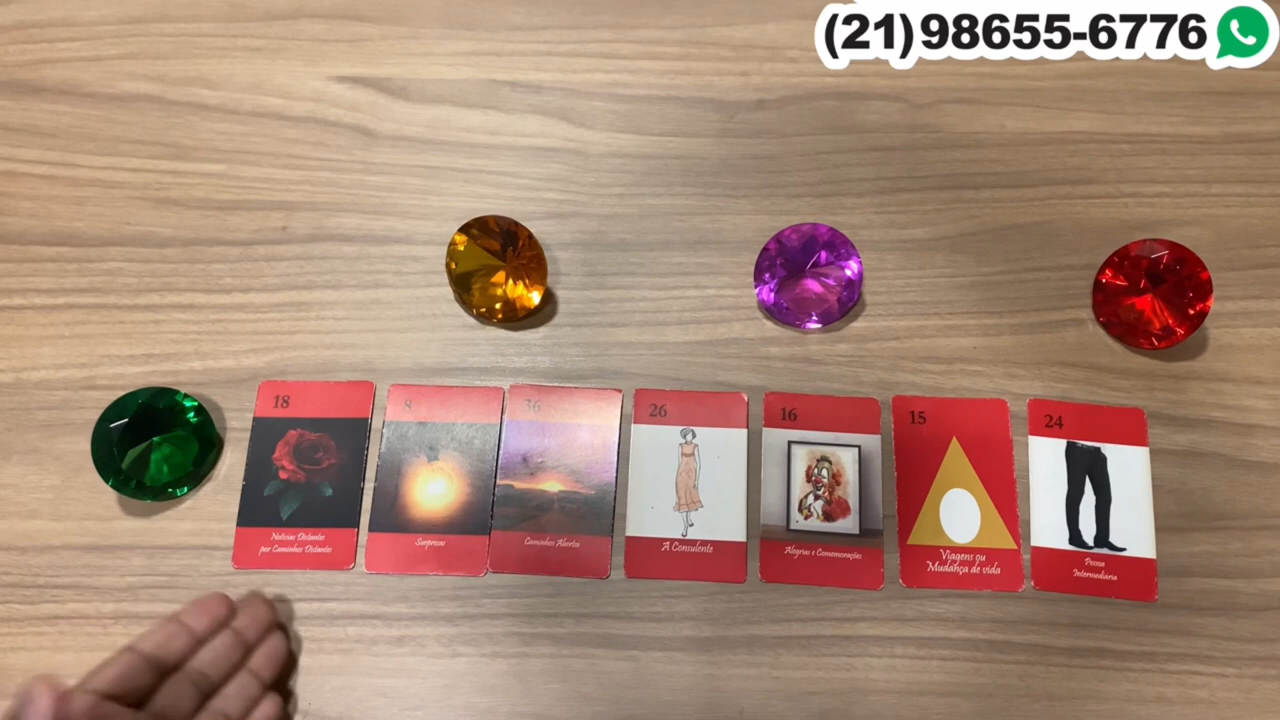 (21)98655-6776
18
Notícias Distantes
por Caminhos Distantes
8
Surpresas
36
Caminhos Abertos
26
A Consulente
16
Alegrias e Comemorações
15
Viagens ou
Mudança de vida
24
Pessoa
Intermediaria